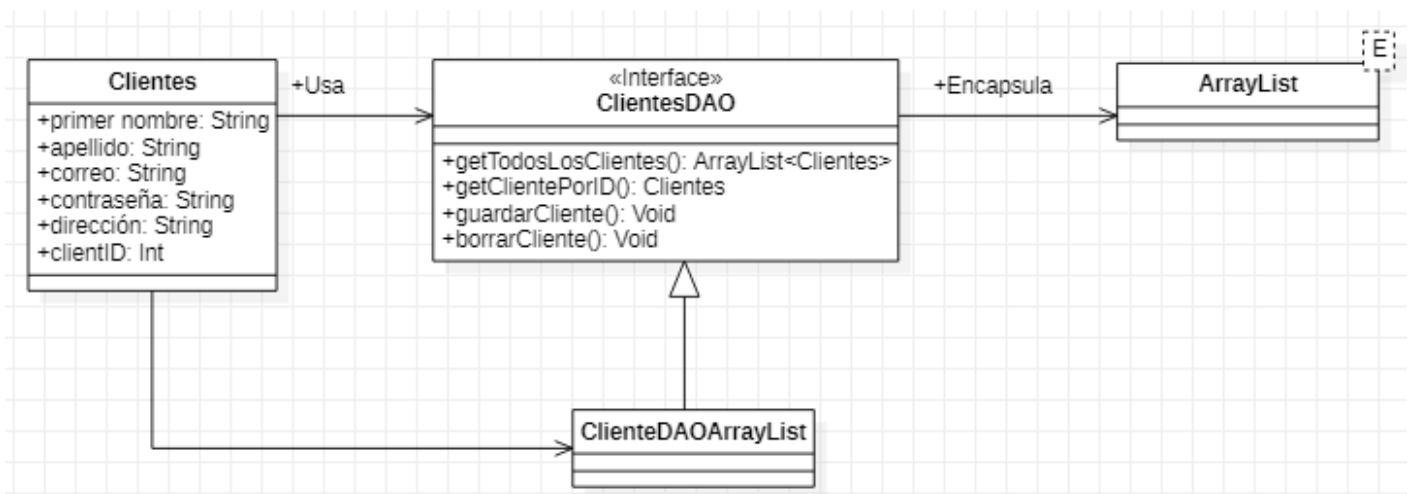 Clientes
+primer nombre: String
+apellido: String
+correo: String
+contraseña: String
+dirección: String
+clientID: Int
+Usa
«Interface»
ClientesDAO
+getTodosLosClientes(): ArrayList<Clientes>
+getClientePorID(): Clientes
+guardarCliente(): Void
+borrarCliente(): Void
+Encapsula
E
ArrayList
ClienteDAOArrayList